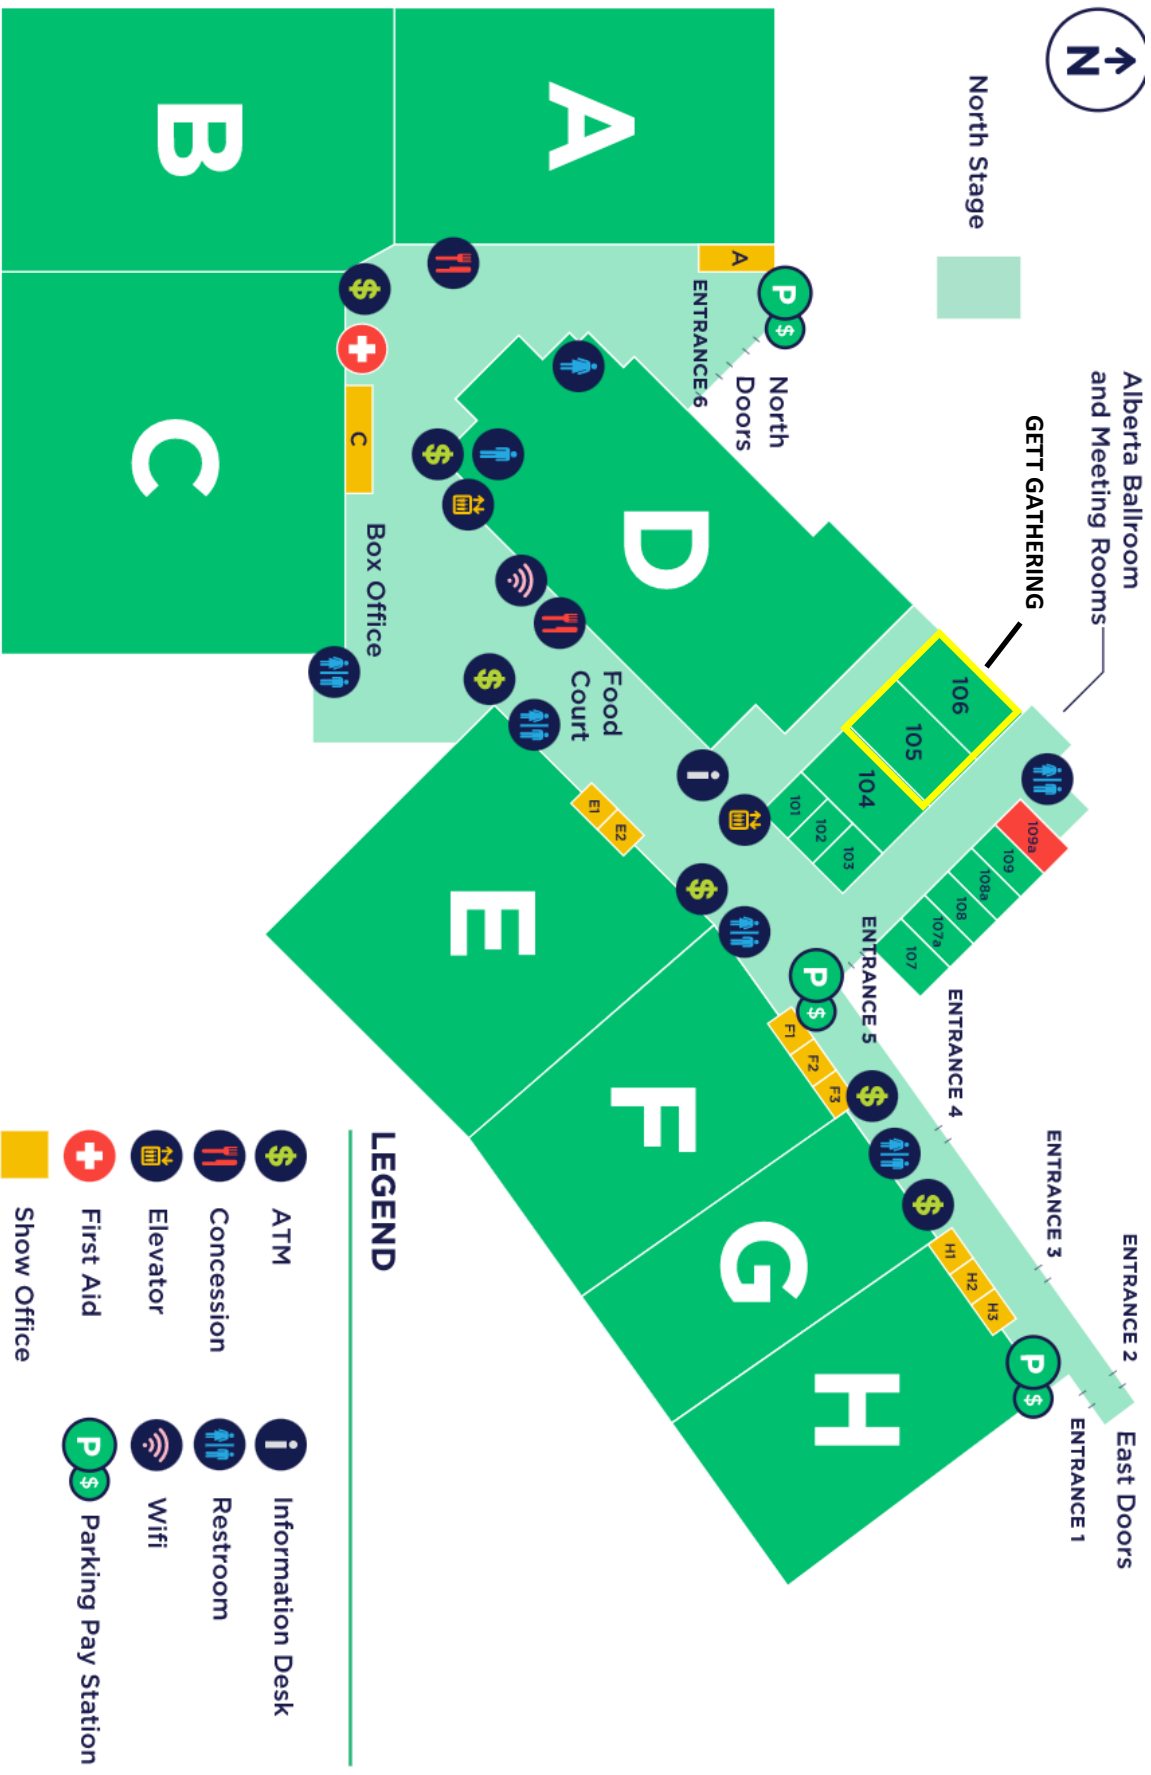 N
North Stage
Alberta Ballroom
and Meeting Rooms
GETT GATHERING
A
B
C
D
E
F
G
H
A
P
$
ENTRANCE 6
North
Doors
$
C
Box Office
$
Food
Court
$
i
E1
E2
106
105
104
101
102
103
109a
109
108a
108
107a
107
$
ENTRANCE 5
P
$
F1
F2
F3
ENTRANCE 4
$
$
ENTRANCE 3
H1
H2
H3
ENTRANCE 2
P
$
ENTRANCE 1
East Doors
LEGEND
$ ATM
Concession
Elevator
First Aid
Show Office
i Information Desk
Restroom
Wifi
P $ Parking Pay Station